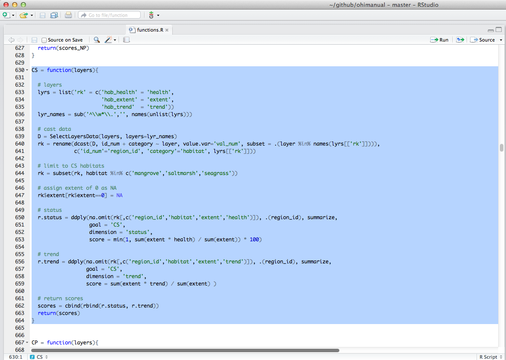 ~/github/ohimanual - master - RStudio
Go to file/function
functions.R
Source on Save
Run
Source
627 return(scores_NP)
628 }
629
630 CS = function(layers){
631
632 # layers
633 lyrs = list('rk' = c('hab_health' = 'health',
634 'hab_extent' = 'extent',
635 'hab_trend' = 'trend'))
636 lyr_names = sub('^\\w*\\.','', names(unlist(lyrs)))
637
638 # cast data
639 D = SelectLayersData(layers, layers=lyr_names)
640 rk = rename(dcast(D, id_num + category ~ layer, value.var='val_num', subset = .(layer %in% names(lyrs[['rk']]))),
641 c('id_num'='region_id', 'category'='habitat', lyrs[['rk']]))
642
643 # limit to CS habitats
644 rk = subset(rk, habitat %in% c('mangrove','saltmarsh','seagrass'))
645
646 # assign extent of 0 as NA
647 rk$extent[rk$extent==0] = NA
648
649 # status
650 r.status = ddply(na.omit(rk[,c('region_id','habitat','extent','health')]), .(region_id), summarize,
651 goal = 'CS',
652 dimension = 'status',
653 score = min(1, sum(extent * health) / sum(extent)) * 100)
654
655 # trend
656 r.trend = ddply(na.omit(rk[,c('region_id','habitat','extent','trend')]), .(region_id), summarize,
657 goal = 'CS',
658 dimension = 'trend',
659 score = sum(extent * trend) / sum(extent) )
660
661 # return scores
662 scores = cbind(rbind(r.status, r.trend))
663 return(scores)
664 }
665
666
667 CP = function(layers){
668
630:1 CS R Script